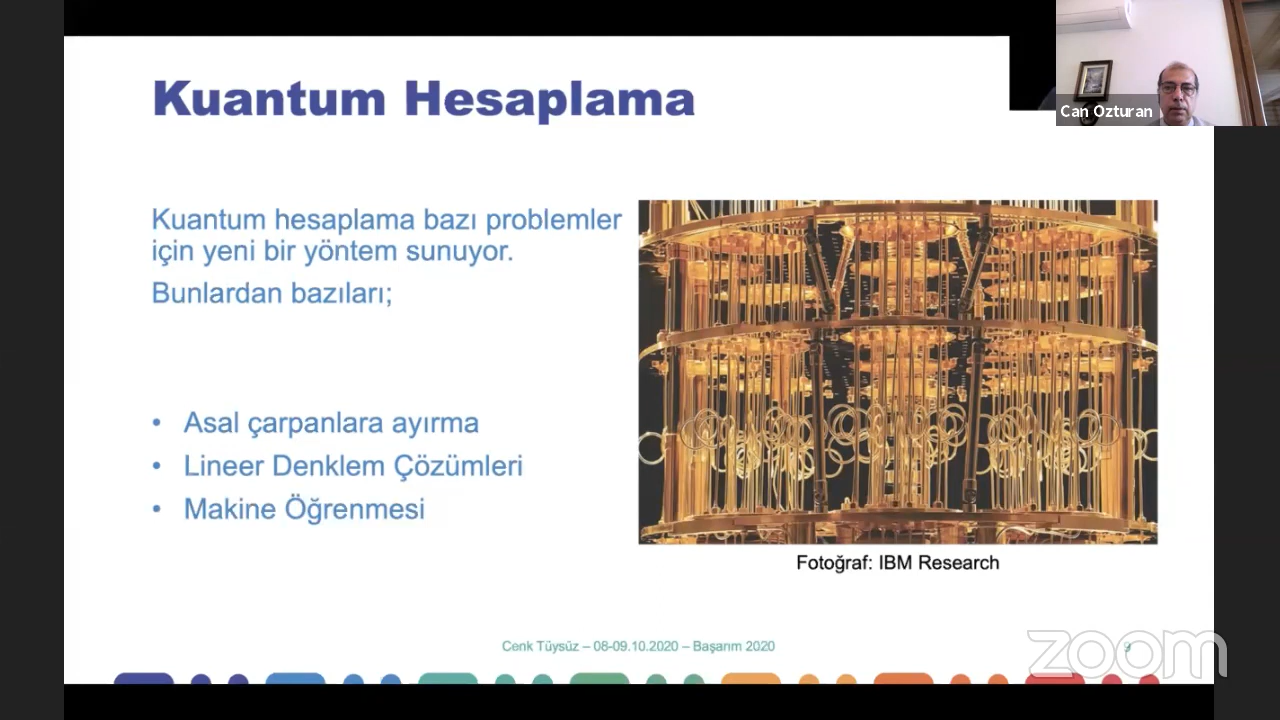 Kuantum Hesaplama
Can Ozturan
Kuantum hesaplama bazı problemler
için yeni bir yöntem sunuyor.
Bunlardan bazıları;
• Asal çarpanlara ayırma
• Lineer Denklem Çözümleri
• Makine Öğrenmesi
Fotoğraf: IBM Research
Cenk Tüysüz – 08-09.10.2020 – Başarım 2020
9
zoom